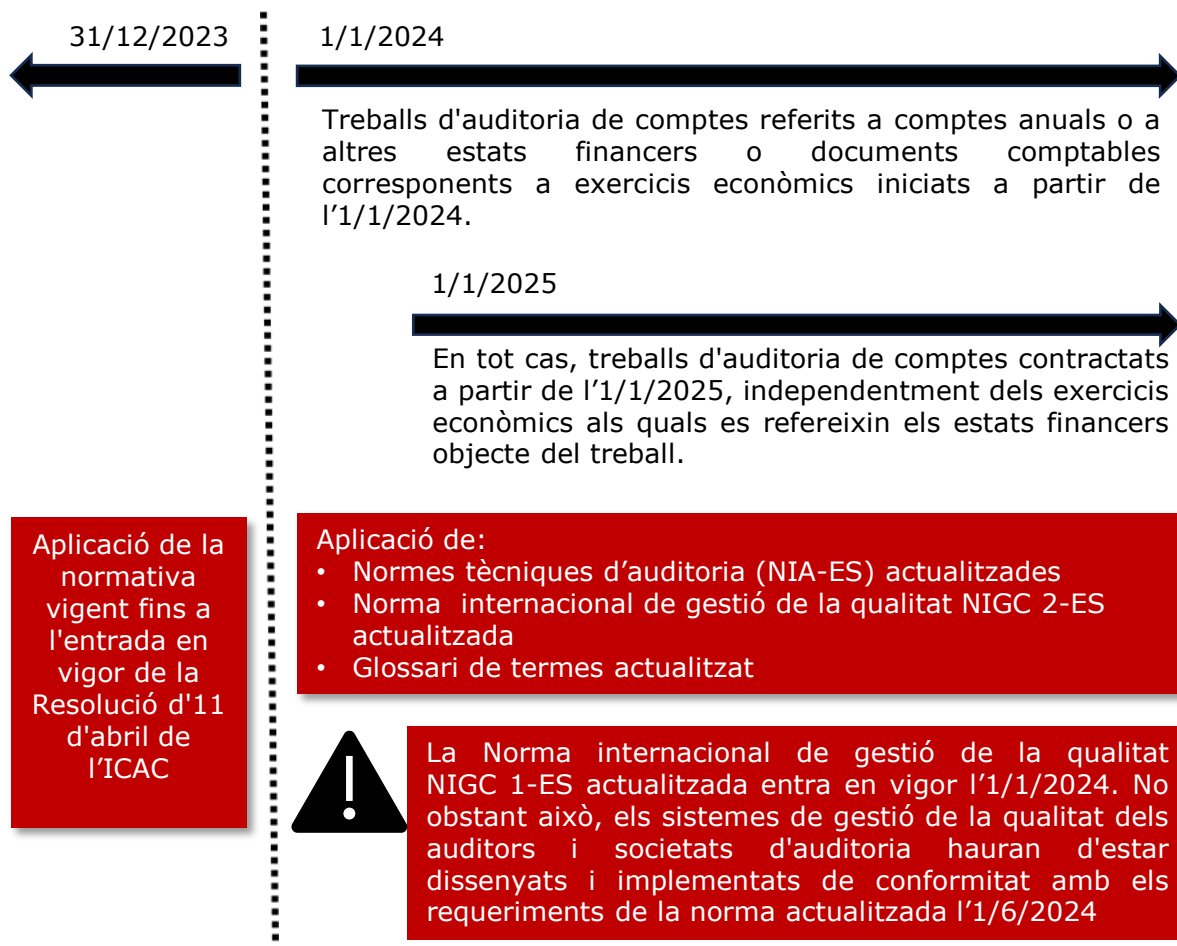 31/12/2023
1/1/2024
Treballs d'auditoria de comptes referits a comptes anuals o a
altres estats financers o documents comptables
corresponents a exercicis econòmics iniciats a partir de
l’1/1/2024.
1/1/2025
En tot cas, treballs d'auditoria de comptes contractats
a partir de l’1/1/2025, independentment dels exercicis
econòmics als quals es refereixin els estats financers
objecte del treball.
Aplicació de la
normativa
vigent fins a
l'entrada en
vigor de la
Resolució d'11
d'abril de
l’ICAC
Aplicació de:
• Normes tècniques d’auditoria (NIA-ES) actualitzades
• Norma internacional de gestió de la qualitat NIGC 2-ES
actualitzada
• Glossari de termes actualitzat
La Norma internacional de gestió de la qualitat
NIGC 1-ES actualitzada entra en vigor l’1/1/2024. No
obstant això, els sistemes de gestió de la qualitat dels
auditors i societats d'auditoria hauran d'estar
dissenyats i implementats de conformitat amb els
requeriments de la norma actualitzada l’1/6/2024